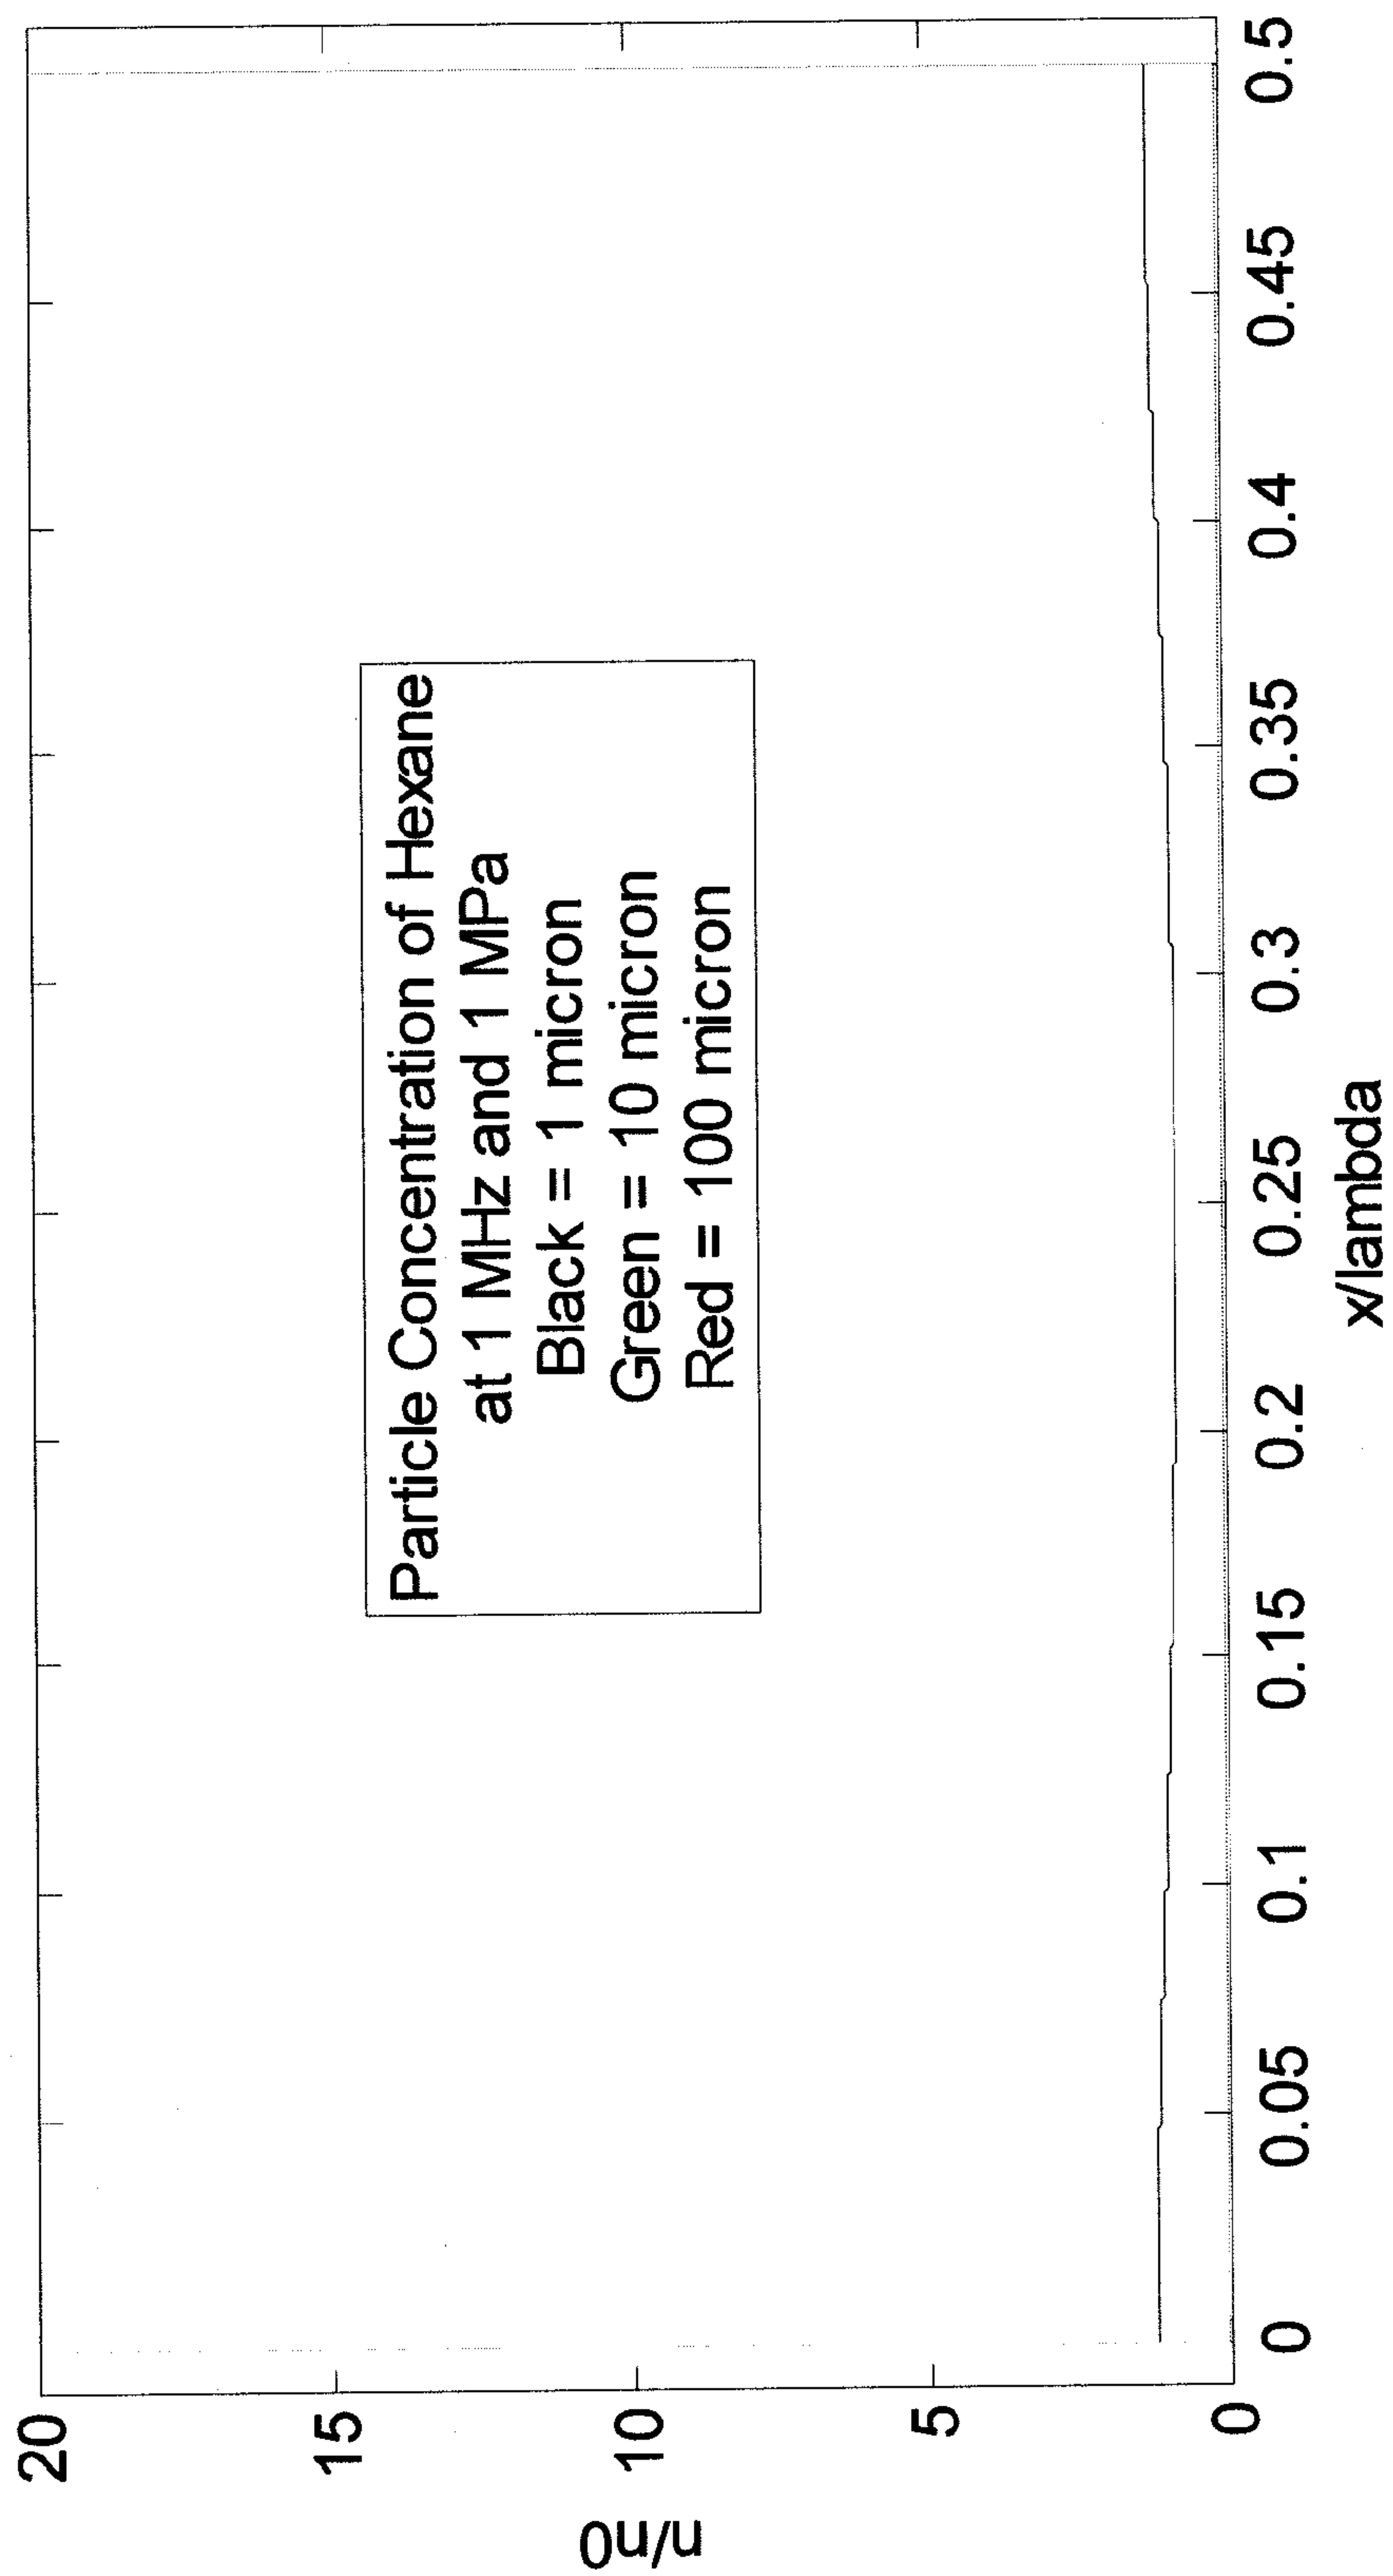 Particle Concentration of Hexane
at 1 MHz and 1 MPa
Black = 1 micron
Green = 10 micron
Red = 100 micron
n/n0
20
15
10
5
0
0 0.05 0.1 0.15 0.2 0.25 0.3 0.35 0.4 0.45 0.5
x/lambda